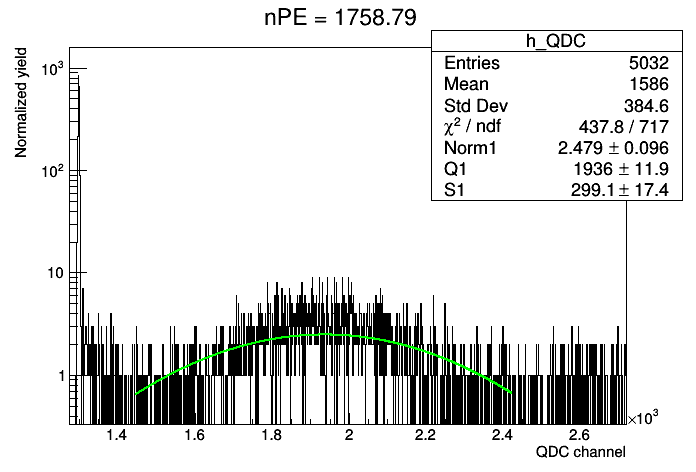 nPE = 1758.79
h_QDC
Entries 5032
Mean 1586
Std Dev 384.6
χ² / ndf 437.8 / 717
Norm1 2.479 ± 0.096
Q1 1936 ± 11.9
S1 299.1 ± 17.4
Normalized yield
10³
10²
10
1
1.4 1.6 1.8 2 2.2 2.4 2.6
×10³
QDC channel